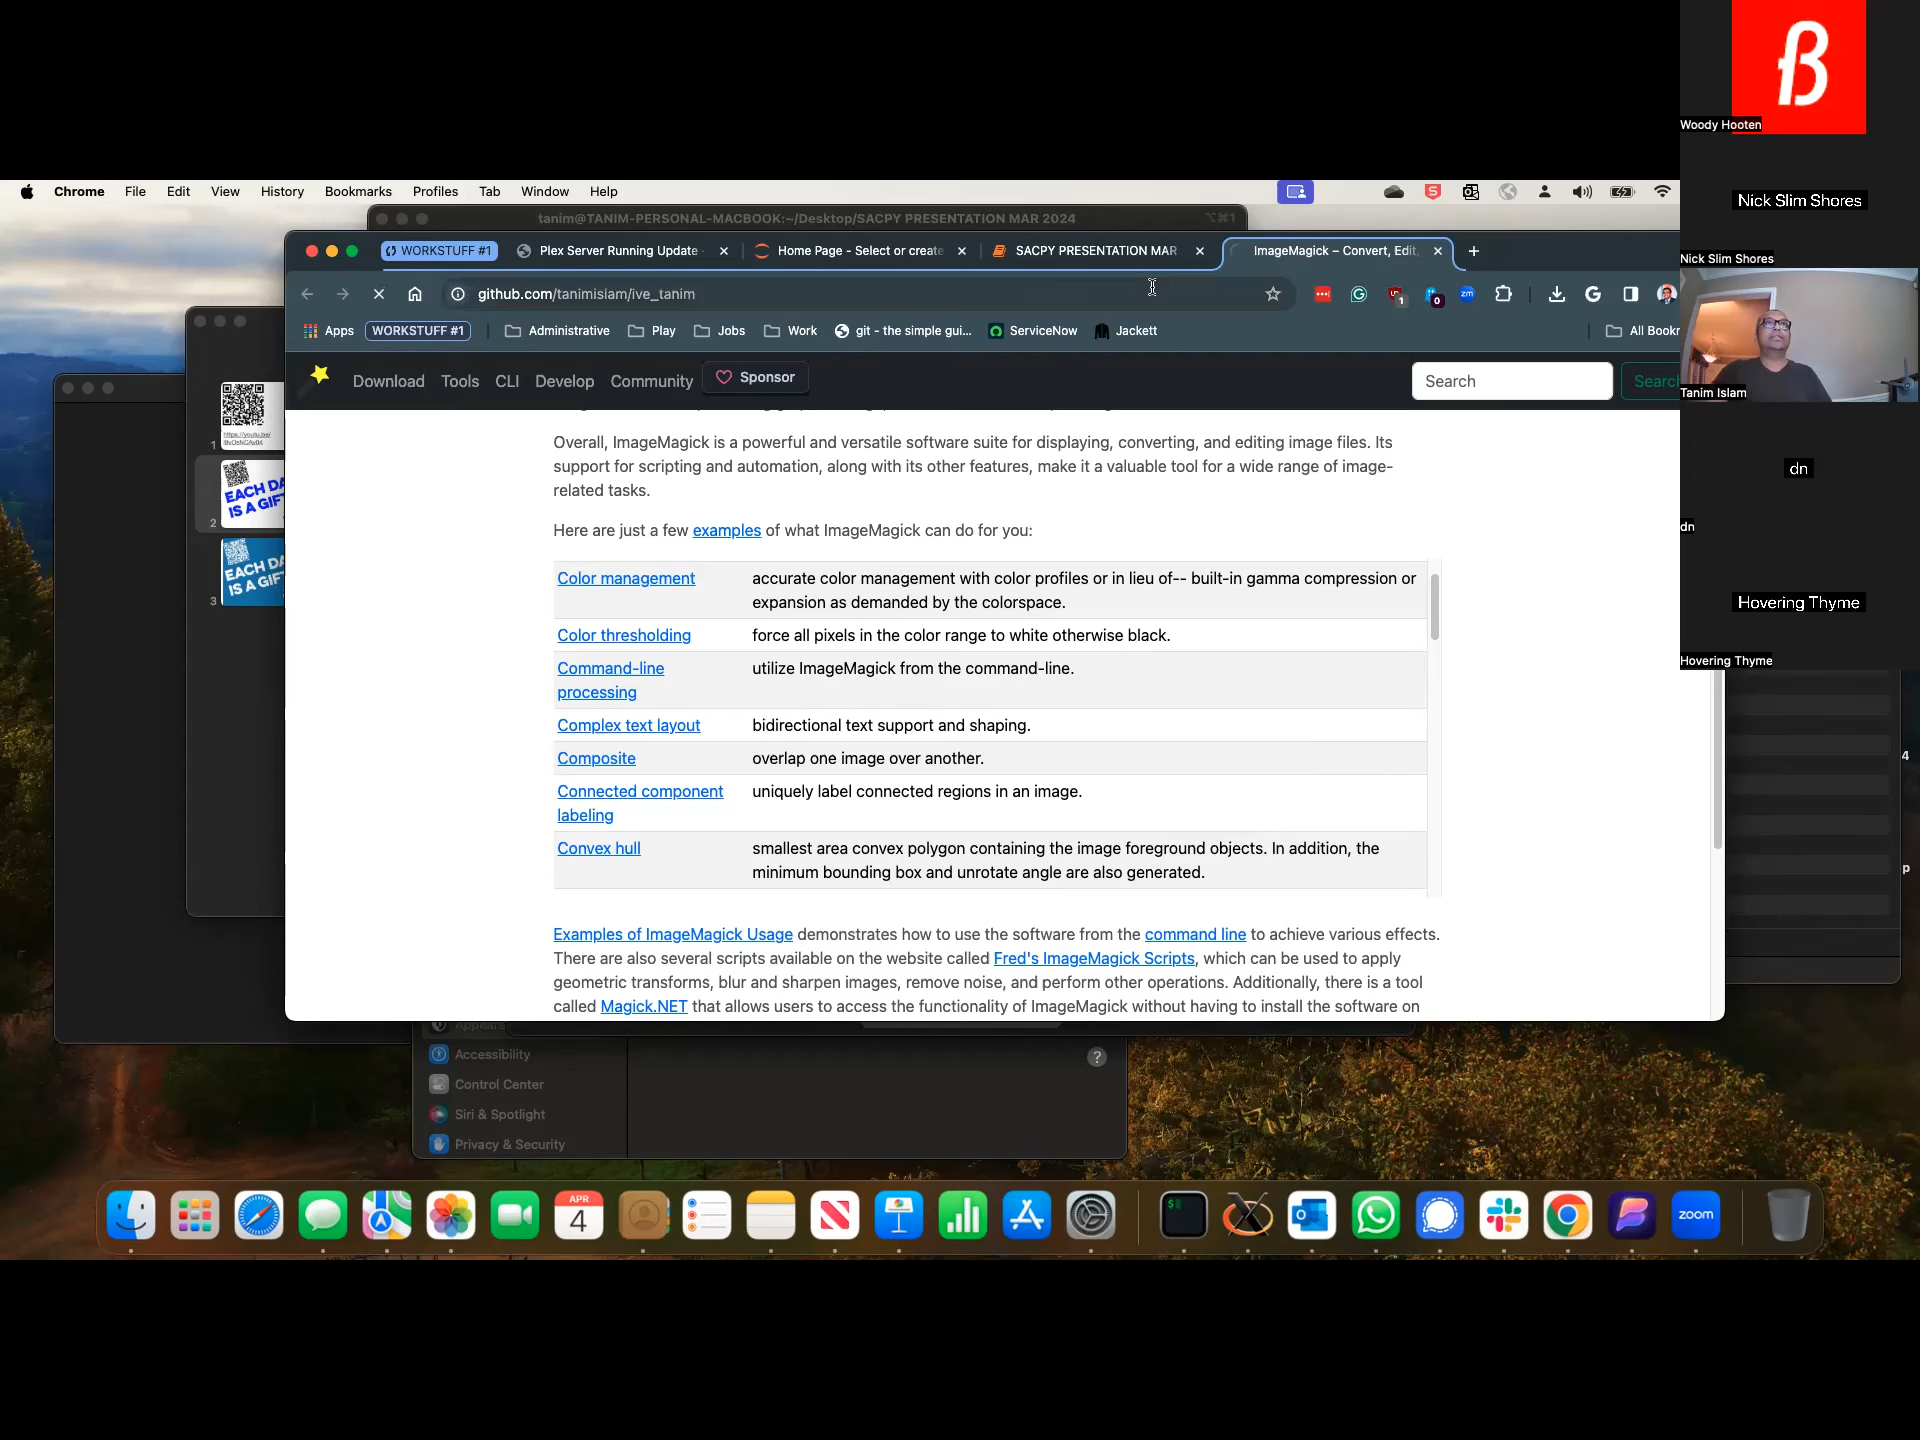 Chrome File Edit View History Bookmarks Profiles Tab Window Help
tanim@TANIM-PERSONAL-MACBOOK:~/Desktop/SACPY PRESENTATION MAR 2024 ⌥⌘1
WORKSTUFF #1 Plex Server Running Update Home Page - Select or create SACPY PRESENTATION MAR ImageMagick – Convert, Edit,
github.com/tanimislam/ive_tanim
1 0 zm
Apps WORKSTUFF #1 Administrative Play Jobs Work git - the simple gui... ServiceNow Jackett All Bookr
Download Tools CLI Develop Community Sponsor Search Search
Overall, ImageMagick is a powerful and versatile software suite for displaying, converting, and editing image files. Its
support for scripting and automation, along with its other features, make it a valuable tool for a wide range of image-
related tasks.
Here are just a few examples of what ImageMagick can do for you:
Color management accurate color management with color profiles or in lieu of-- built-in gamma compression or
expansion as demanded by the colorspace.
Color thresholding force all pixels in the color range to white otherwise black.
Command-line utilize ImageMagick from the command-line.
processing
Complex text layout bidirectional text support and shaping.
Composite overlap one image over another.
Connected component uniquely label connected regions in an image.
labeling
Convex hull smallest area convex polygon containing the image foreground objects. In addition, the
minimum bounding box and unrotate angle are also generated.
Examples of ImageMagick Usage demonstrates how to use the software from the command line to achieve various effects.
There are also several scripts available on the website called Fred's ImageMagick Scripts, which can be used to apply
geometric transforms, blur and sharpen images, remove noise, and perform other operations. Additionally, there is a tool
called Magick.NET that allows users to access the functionality of ImageMagick without having to install the software on
1
EACH DA
IS A GIF
2
EACH DA
IS A GIF
3
Appeara
Accessibility
Control Center
Siri & Spotlight
Privacy & Security
?
4
p
APR
4
zoom
ß
Woody Hooten
Nick Slim Shores
Nick Slim Shores
Tanim Islam
dn
dn
Hovering Thyme
Hovering Thyme